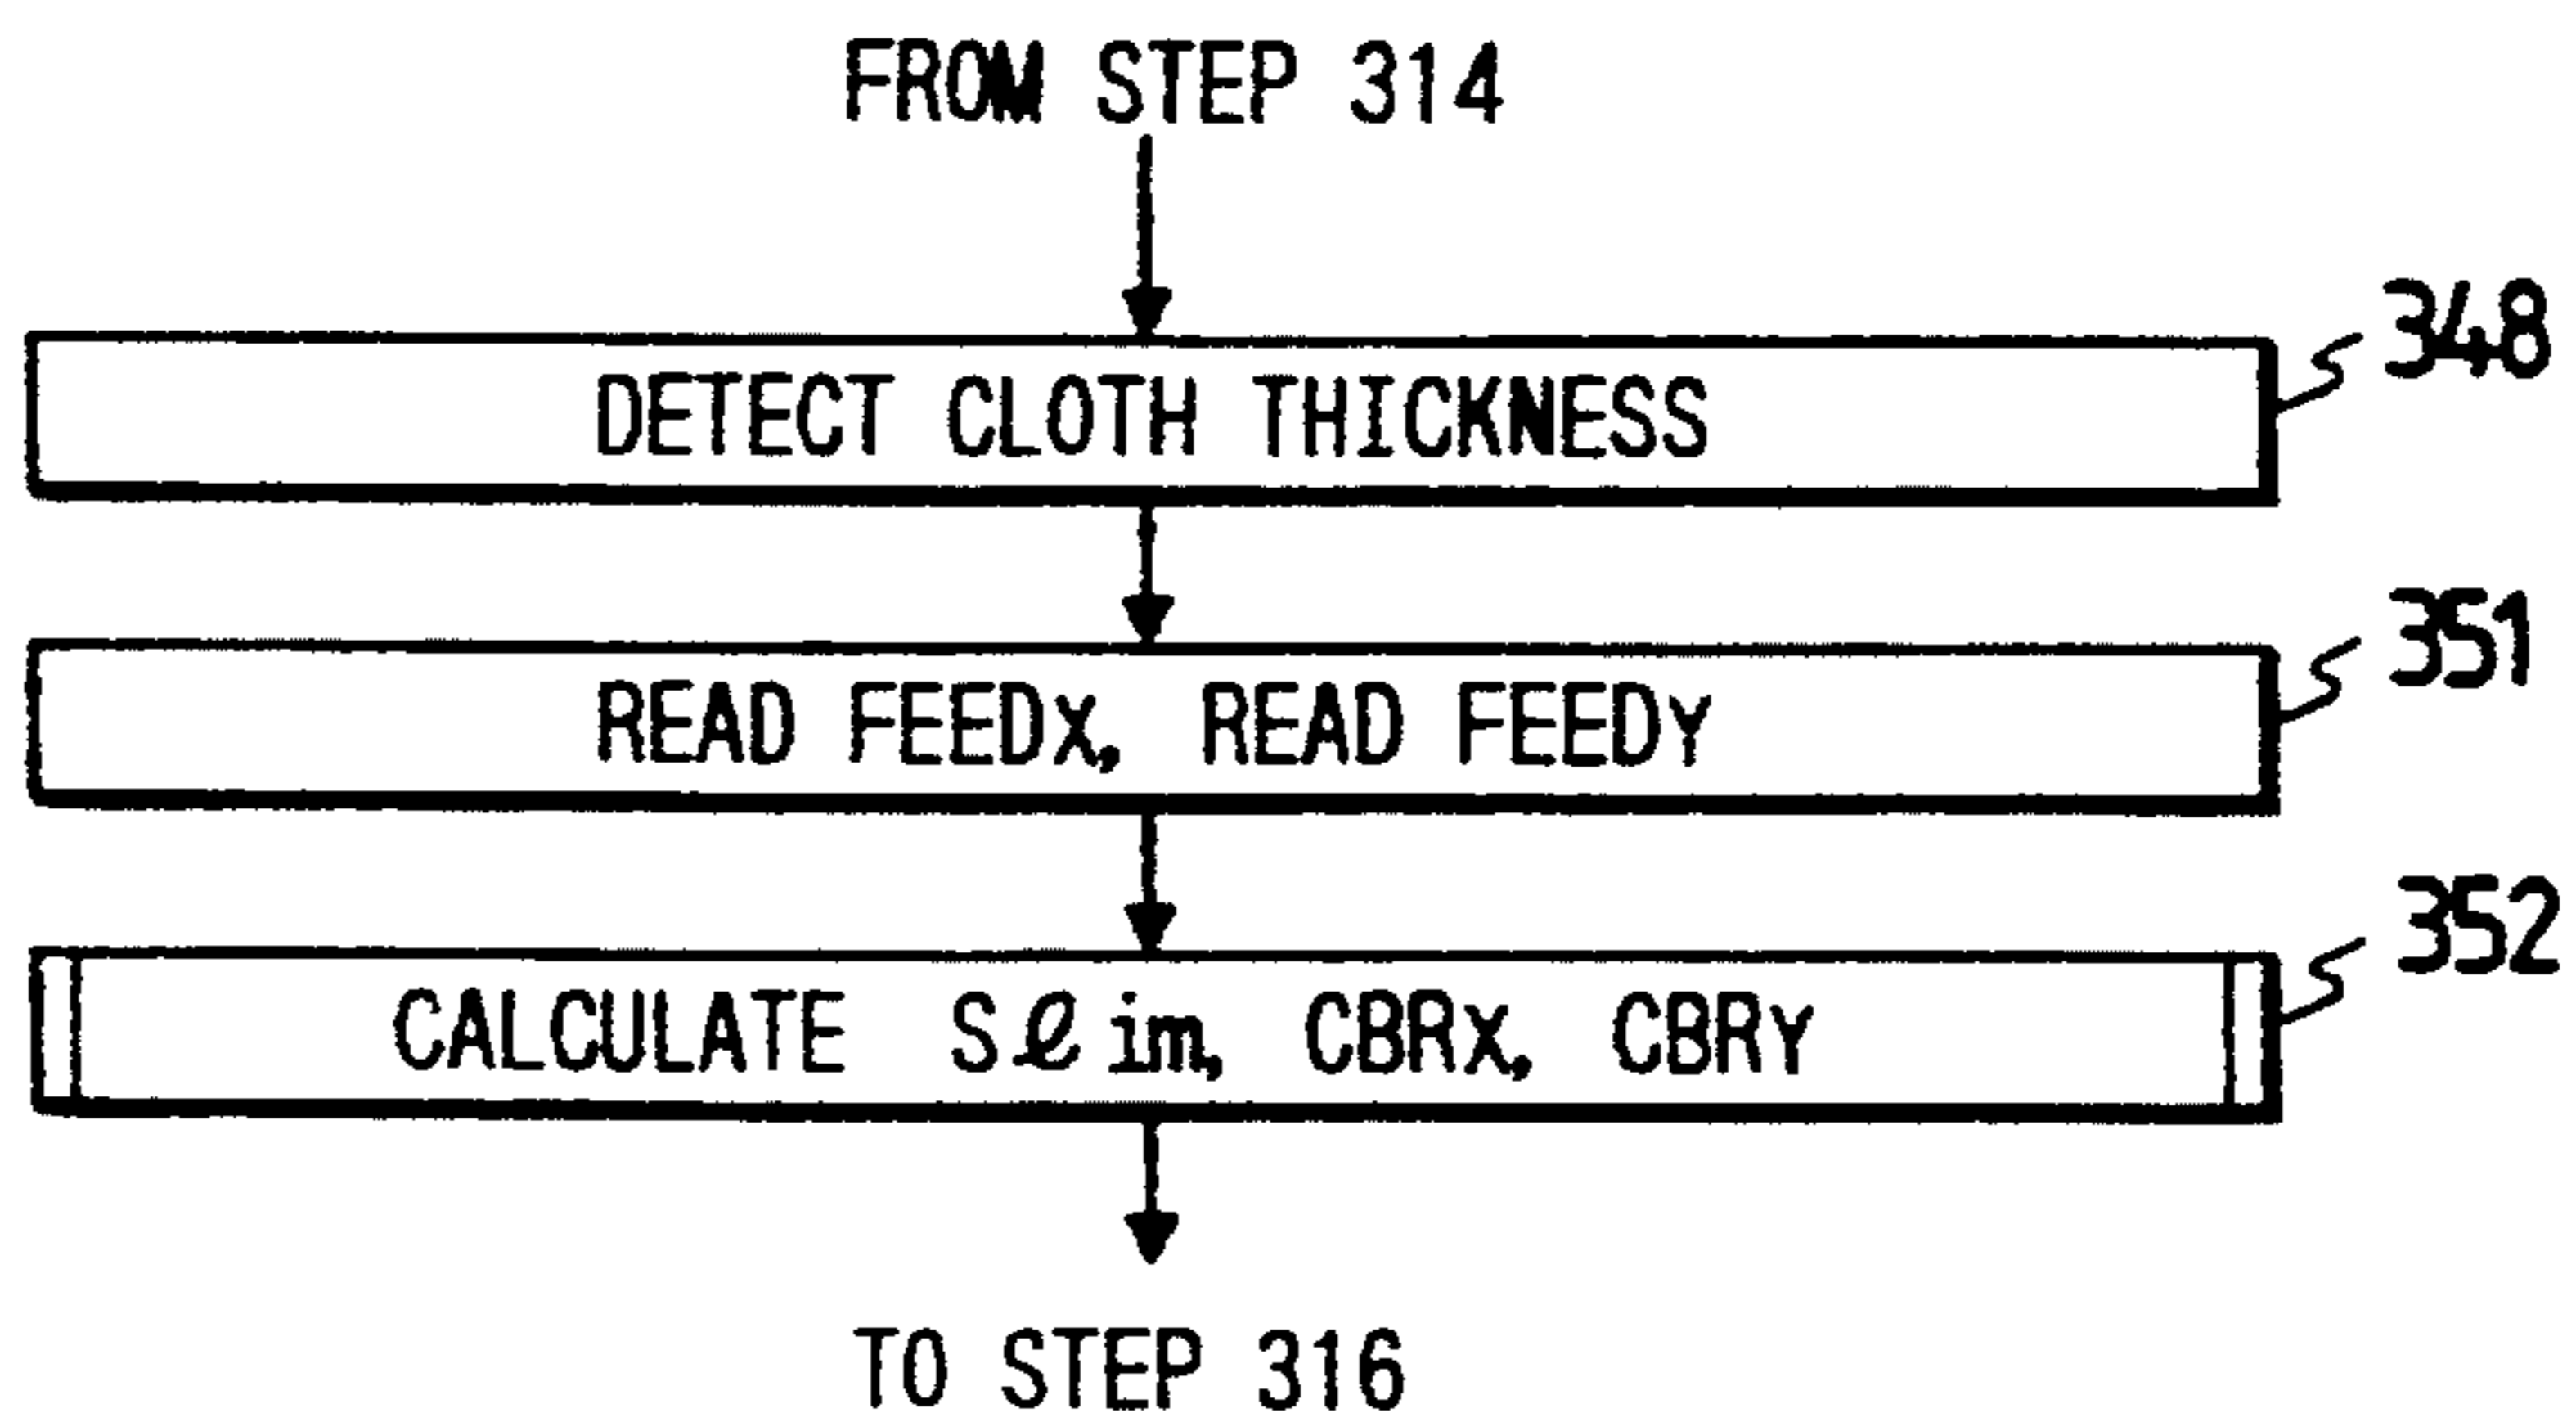 FROM STEP 314
348
DETECT CLOTH THICKNESS
351
READ FEEDX, READ FEEDY
352
CALCULATE Sℓim, CBRX, CBRY
TO STEP 316